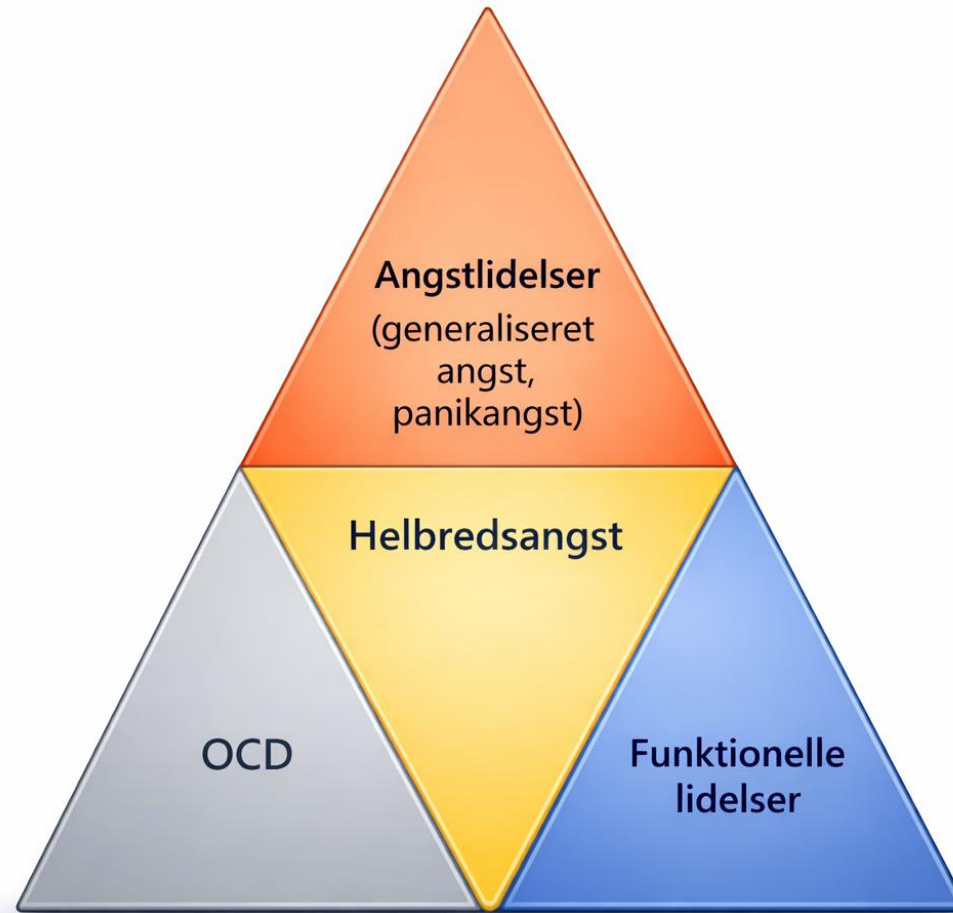 Angstlidelser
(generaliseret
angst,
panikangst)
Helbredsangst
OCD
Funktionelle
lidelser